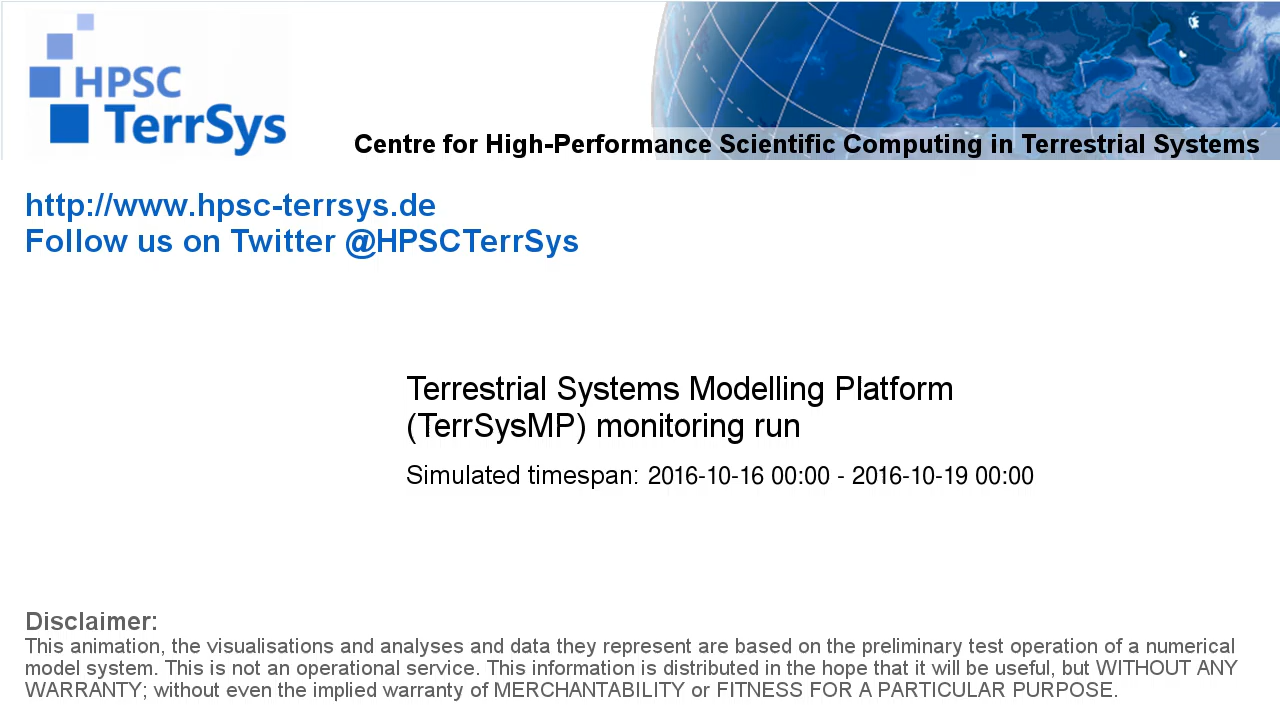 HPSC
TerrSys
Centre for High-Performance Scientific Computing in Terrestrial Systems
http://www.hpsc-terrsys.de
Follow us on Twitter @HPSCTerrSys
Terrestrial Systems Modelling Platform
(TerrSysMP) monitoring run
Simulated timespan: 2016-10-16 00:00 - 2016-10-19 00:00
Disclaimer:
This animation, the visualisations and analyses and data they represent are based on the preliminary test operation of a numerical
model system. This is not an operational service. This information is distributed in the hope that it will be useful, but WITHOUT ANY
WARRANTY; without even the implied warranty of MERCHANTABILITY or FITNESS FOR A PARTICULAR PURPOSE.